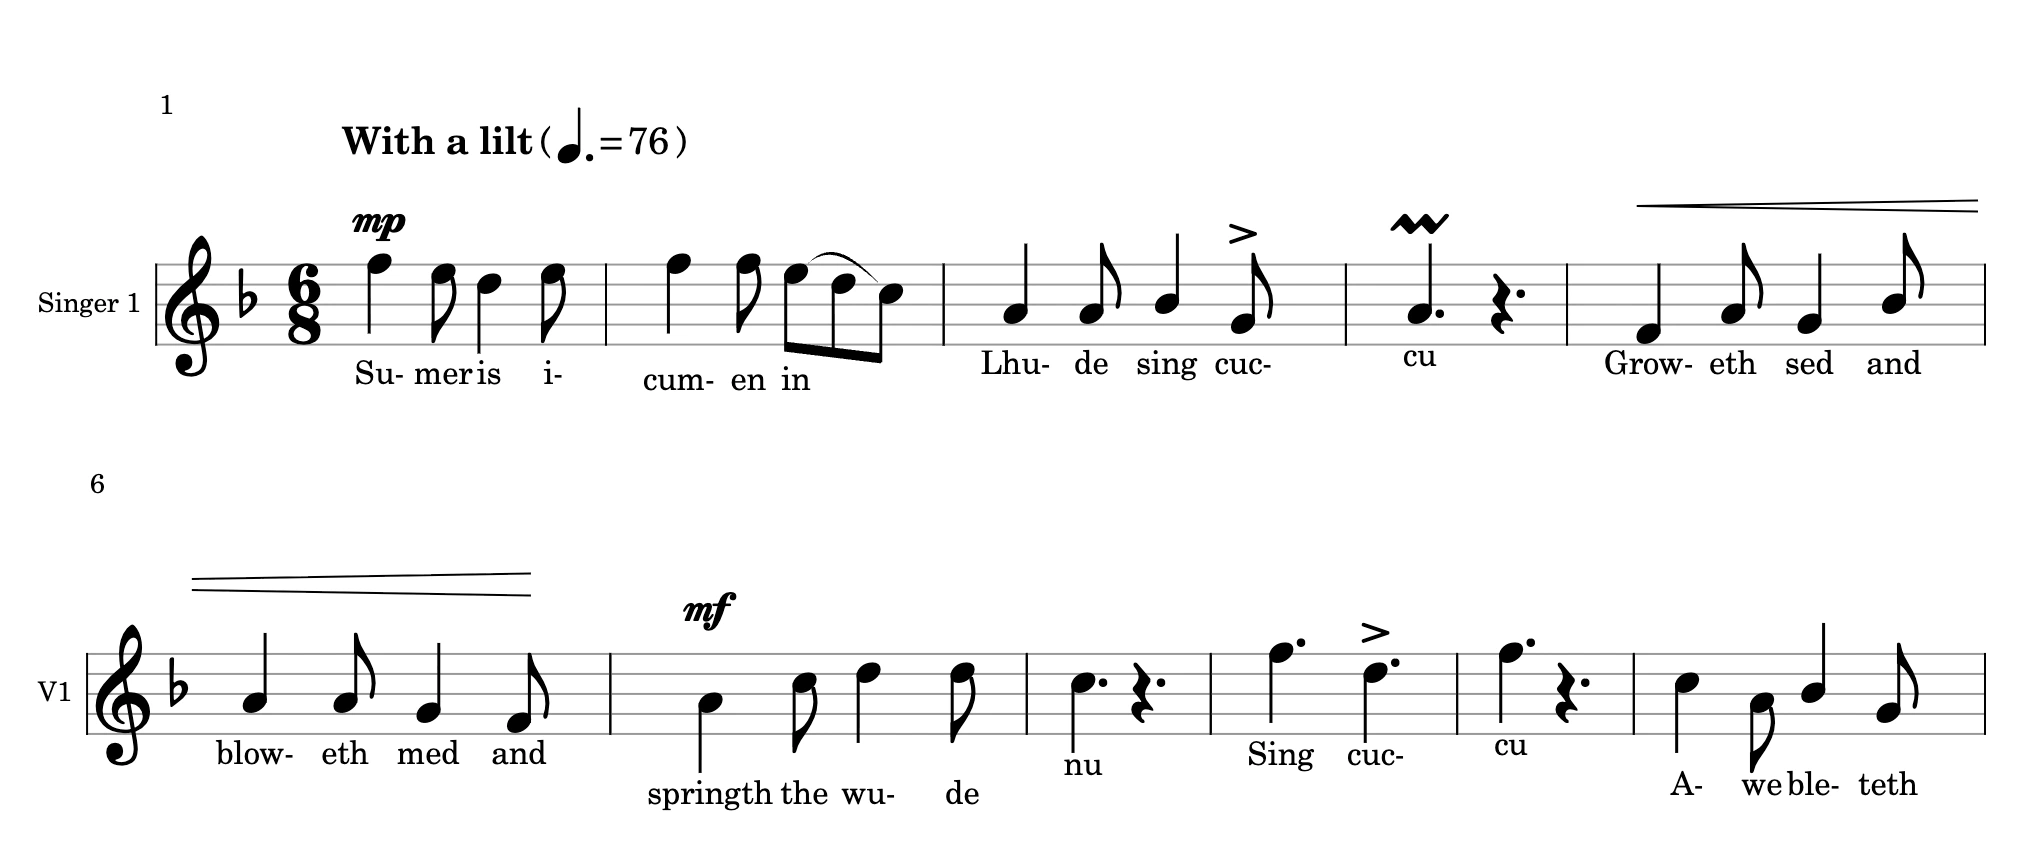 1
With a lilt (♩. = 76)
mp
Singer 1
6
8
Su- mer is i- cum- en in Lhu- de sing cuc- cu Grow- eth sed and
6
mf
V1
blow- eth med and springth the wu- de nu Sing cuc- cu A- we ble- teth